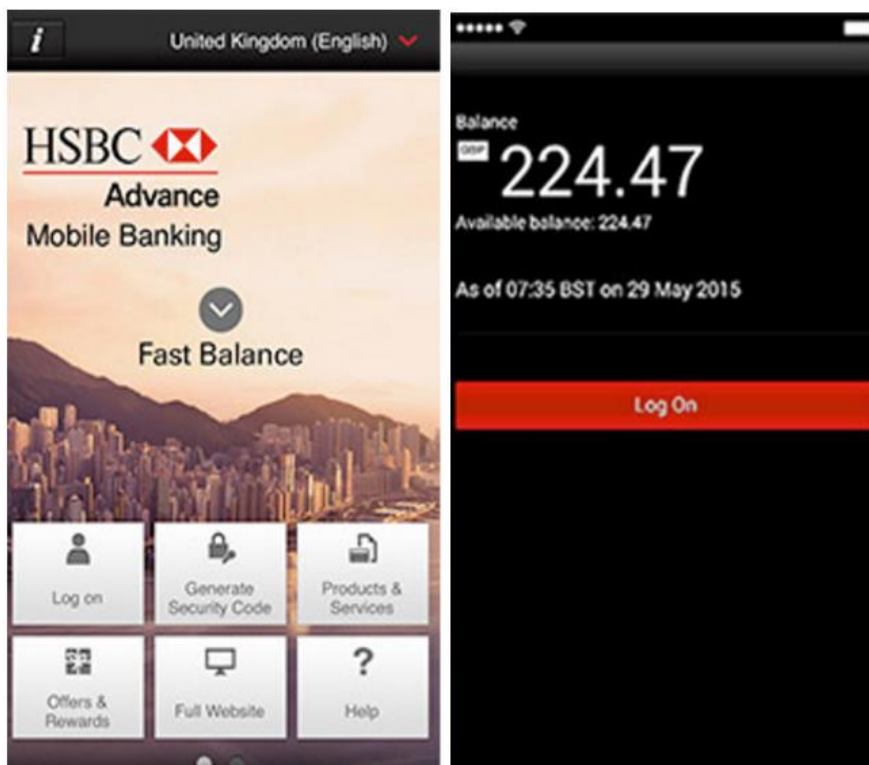 i
United Kingdom (English)
HSBC
Advance
Mobile Banking
Fast Balance
Log on
Generate
Security Code
Products &
Services
Offers &
Rewards
Full Website
?
Help
Balance
GBP
224.47
Available balance: 224.47
As of 07:35 BST on 29 May 2015
Log On